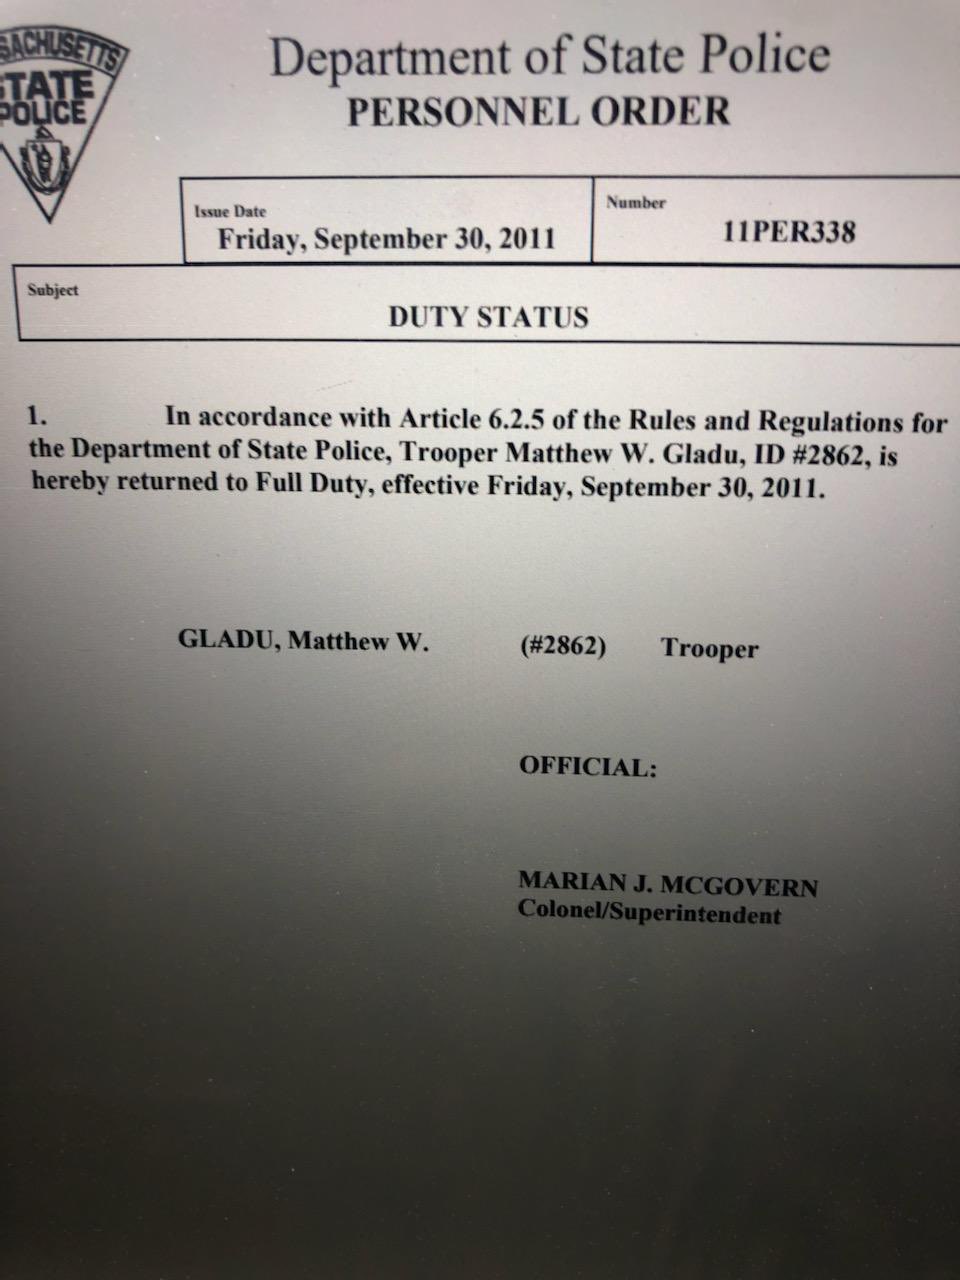 SACHUSETTS
STATE
POLICE
Department of State Police
PERSONNEL ORDER
Issue Date
Friday, September 30, 2011
Number
11PER338
Subject
DUTY STATUS
1. In accordance with Article 6.2.5 of the Rules and Regulations for
the Department of State Police, Trooper Matthew W. Gladu, ID #2862, is
hereby returned to Full Duty, effective Friday, September 30, 2011.
GLADU, Matthew W. (#2862) Trooper
OFFICIAL:
MARIAN J. MCGOVERN
Colonel/Superintendent